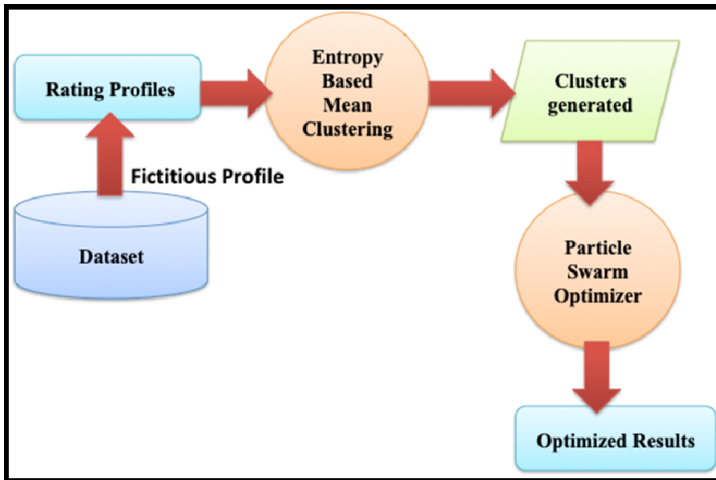 Rating Profiles
Entropy
Based
Mean
Clustering
Clusters
generated
Fictitious Profile
Dataset
Particle
Swarm
Optimizer
Optimized Results